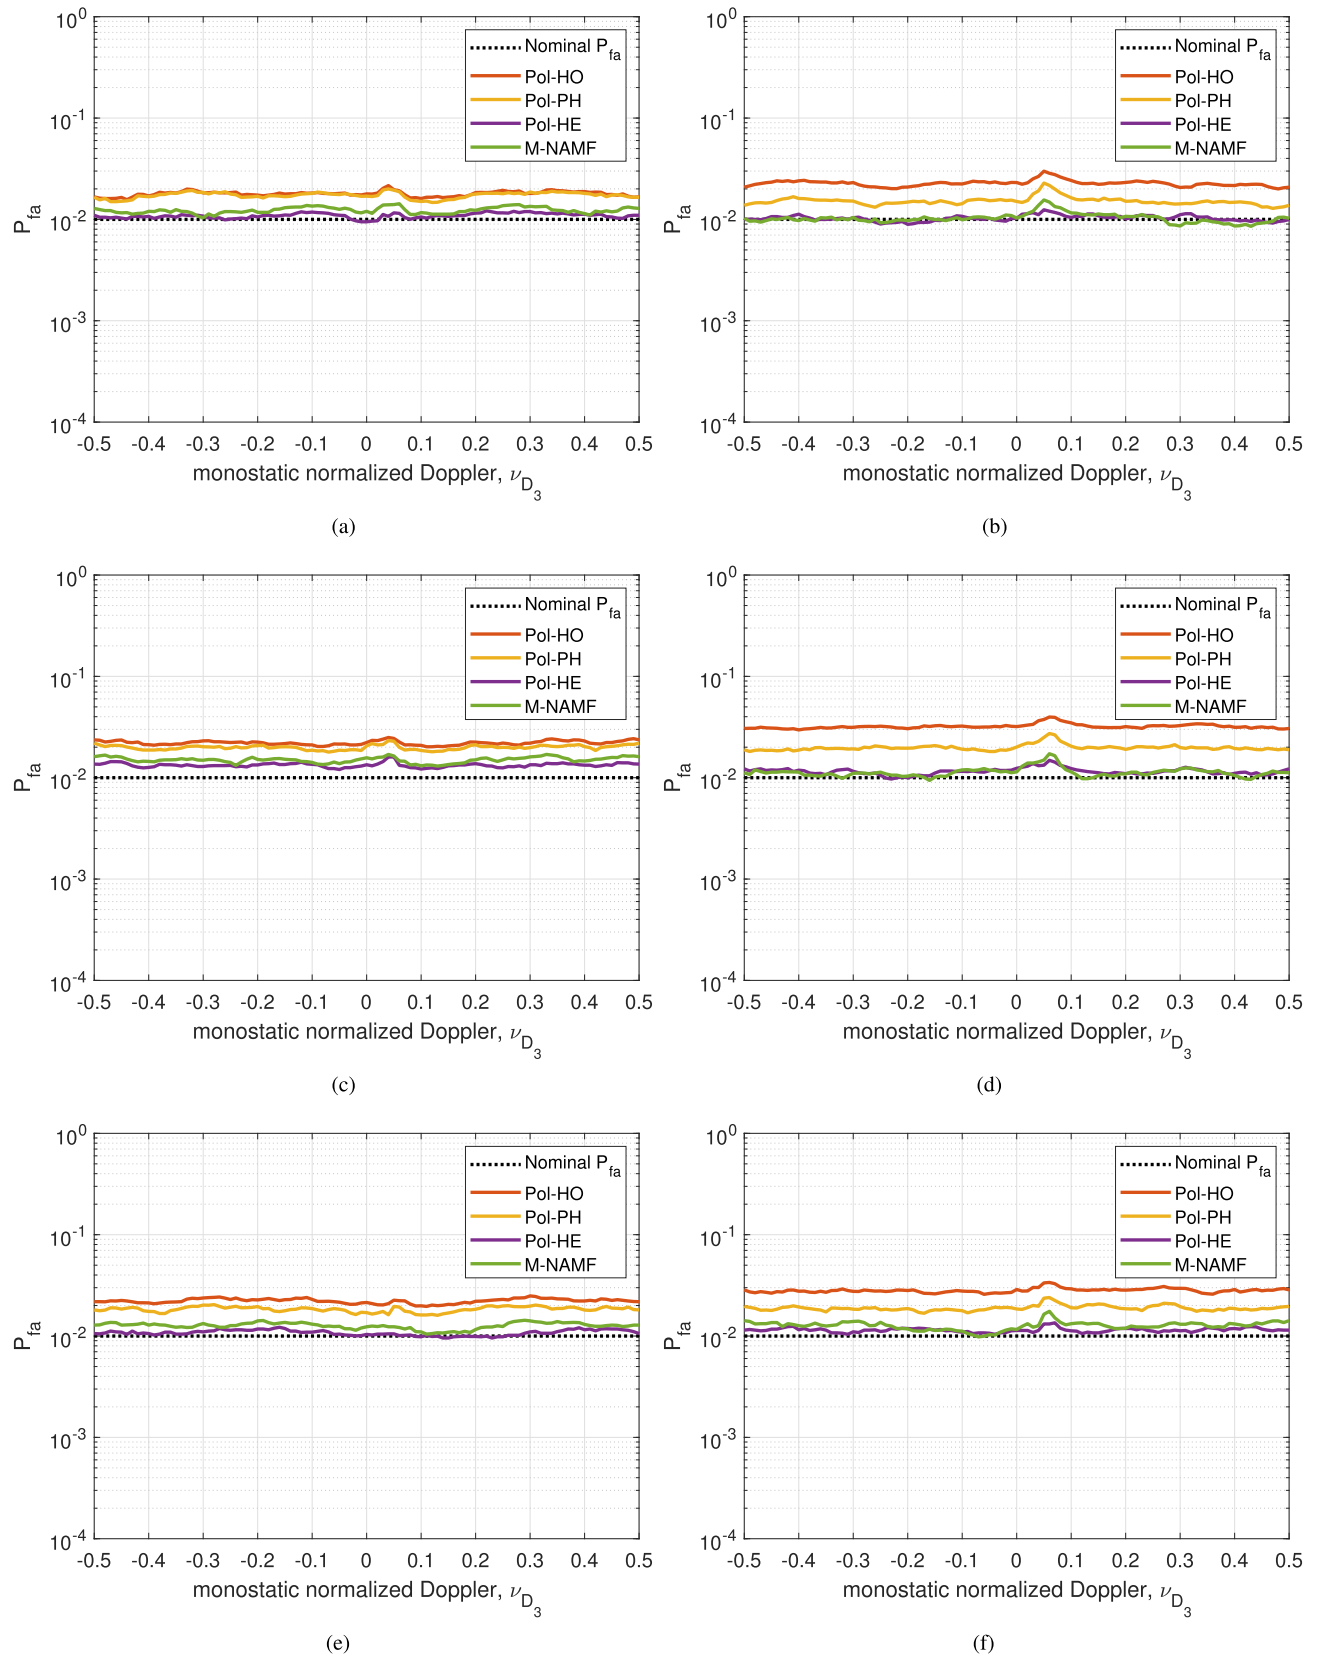 10^0
10^-1
10^-2
10^-3
10^-4
P_fa
Nominal P_fa
Pol-HO
Pol-PH
Pol-HE
M-NAMF
-0.5 -0.4 -0.3 -0.2 -0.1 0 0.1 0.2 0.3 0.4 0.5
monostatic normalized Doppler, ν_D_3
(a)
10^0
10^-1
10^-2
10^-3
10^-4
P_fa
Nominal P_fa
Pol-HO
Pol-PH
Pol-HE
M-NAMF
-0.5 -0.4 -0.3 -0.2 -0.1 0 0.1 0.2 0.3 0.4 0.5
monostatic normalized Doppler, ν_D_3
(b)
10^0
10^-1
10^-2
10^-3
10^-4
P_fa
Nominal P_fa
Pol-HO
Pol-PH
Pol-HE
M-NAMF
-0.5 -0.4 -0.3 -0.2 -0.1 0 0.1 0.2 0.3 0.4 0.5
monostatic normalized Doppler, ν_D_3
(c)
10^0
10^-1
10^-2
10^-3
10^-4
P_fa
Nominal P_fa
Pol-HO
Pol-PH
Pol-HE
M-NAMF
-0.5 -0.4 -0.3 -0.2 -0.1 0 0.1 0.2 0.3 0.4 0.5
monostatic normalized Doppler, ν_D_3
(d)
10^0
10^-1
10^-2
10^-3
10^-4
P_fa
Nominal P_fa
Pol-HO
Pol-PH
Pol-HE
M-NAMF
-0.5 -0.4 -0.3 -0.2 -0.1 0 0.1 0.2 0.3 0.4 0.5
monostatic normalized Doppler, ν_D_3
(e)
10^0
10^-1
10^-2
10^-3
10^-4
P_fa
Nominal P_fa
Pol-HO
Pol-PH
Pol-HE
M-NAMF
-0.5 -0.4 -0.3 -0.2 -0.1 0 0.1 0.2 0.3 0.4 0.5
monostatic normalized Doppler, ν_D_3
(f)